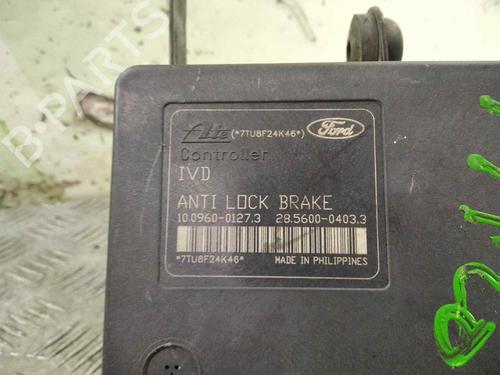 Ate (*7TU8F24K46*) Ford
Controller
IVD
ANTI LOCK BRAKE
10.0960-0127.3 28.5600-0403.3
*7TU8F24K46* MADE IN PHILIPPINES